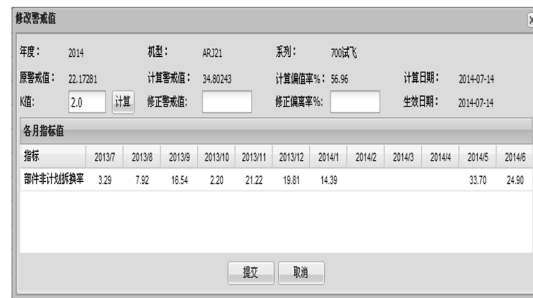 修改警戒值
年度: 2014 机型: ARJ21 系列: 700试飞
原警戒值: 22.17281 计算警戒值: 34.80243 计算偏值率%: 56.96 计算日期: 2014-07-14
K值: 2.0 计算 修正警戒值: 修正偏离率%: 生效日期: 2014-07-14
各月指标值
指标 2013/7 2013/8 2013/9 2013/10 2013/11 2013/12 2014/1 2014/2 2014/3 2014/4 2014/5 2014/6
部件非计划拆换率 3.29 7.92 16.54 2.20 21.22 19.81 14.39 33.70 24.90
提交 取消